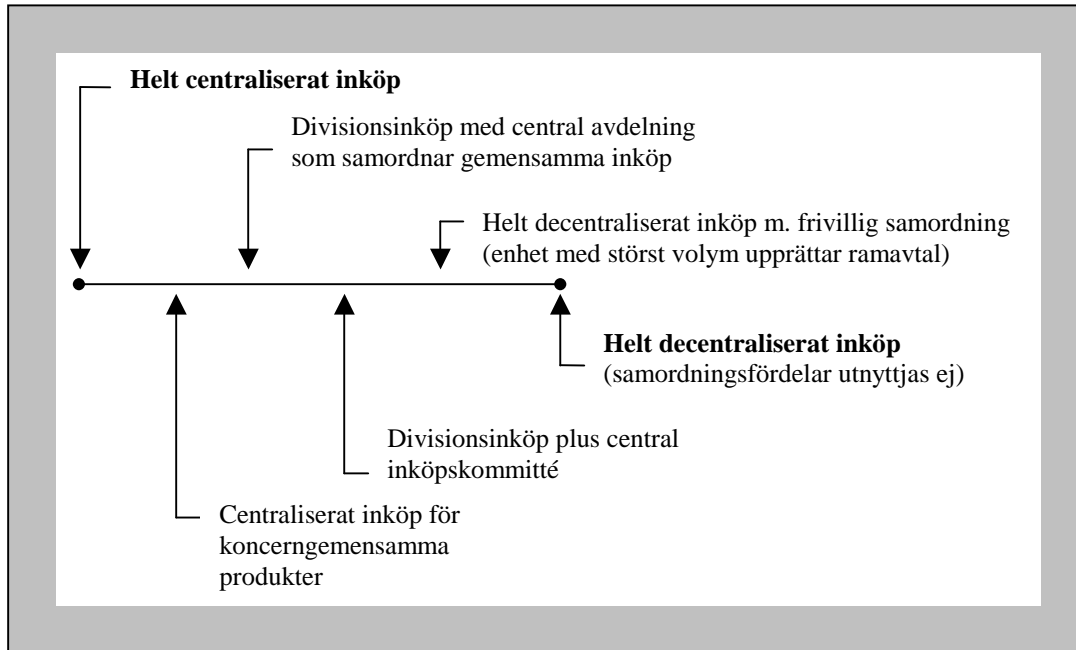 Helt centraliserat inköp
Divisionsinköp med central avdelning
som samordnar gemensamma inköp
Helt decentraliserat inköp m. frivillig samordning
(enhet med störst volym upprättar ramavtal)
Helt decentraliserat inköp
(samordningsfördelar utnyttjas ej)
Divisionsinköp plus central
inköpskommitté
Centraliserat inköp för
koncerngemensamma
produkter